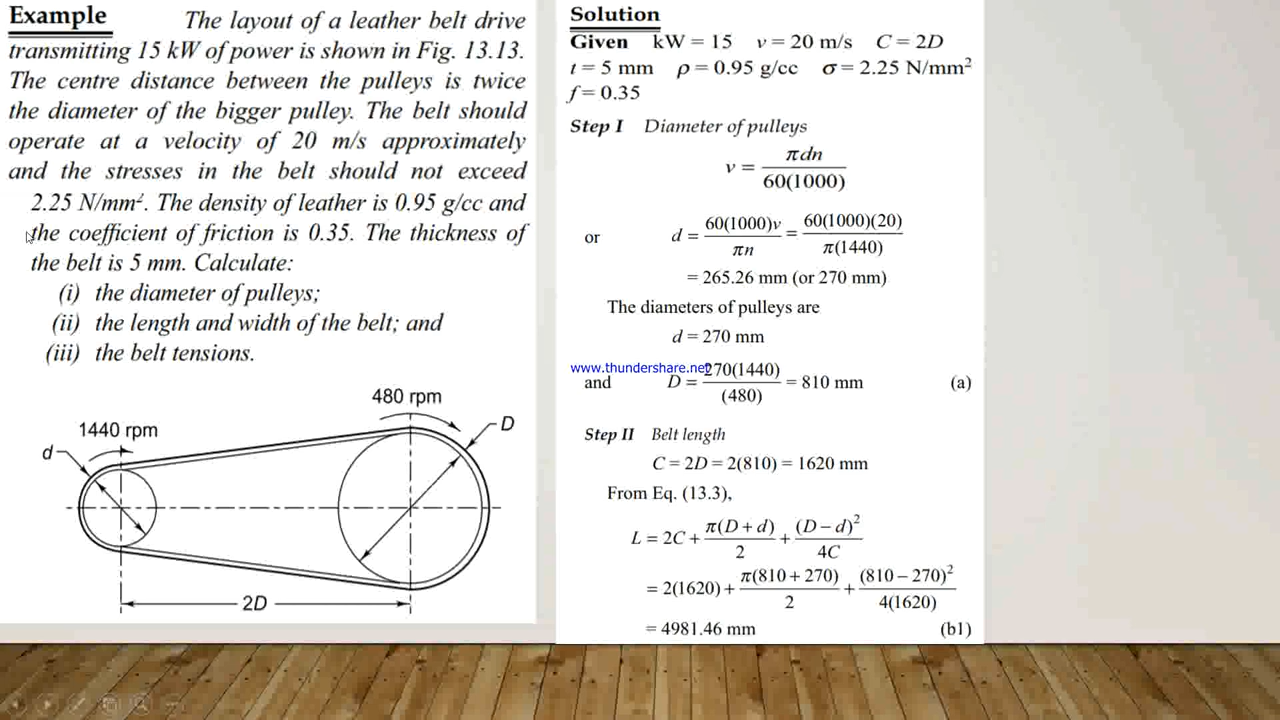 Example The layout of a leather belt drive
transmitting 15 kW of power is shown in Fig. 13.13.
The centre distance between the pulleys is twice
the diameter of the bigger pulley. The belt should
operate at a velocity of 20 m/s approximately
and the stresses in the belt should not exceed
2.25 N/mm². The density of leather is 0.95 g/cc and
the coefficient of friction is 0.35. The thickness of
the belt is 5 mm. Calculate:
(i) the diameter of pulleys;
(ii) the length and width of the belt; and
(iii) the belt tensions.
480 rpm
1440 rpm
D
d
2D
Solution
Given kW = 15 v = 20 m/s C = 2D
t = 5 mm ρ = 0.95 g/cc σ = 2.25 N/mm²
f = 0.35
Step I Diameter of pulleys
v = πdn / 60(1000)
or d = 60(1000)v / πn = 60(1000)(20) / π(1440)
= 265.26 mm (or 270 mm)
The diameters of pulleys are
d = 270 mm
www.thundershare.net
and D = 270(1440) / (480) = 810 mm (a)
Step II Belt length
C = 2D = 2(810) = 1620 mm
From Eq. (13.3),
L = 2C + π(D + d) / 2 + (D – d)² / 4C
= 2(1620) + π(810 + 270) / 2 + (810 – 270)² / 4(1620)
= 4981.46 mm (b1)